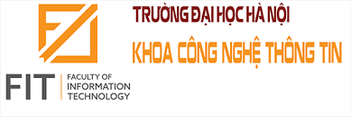 TRƯỜNG ĐẠI HỌC HÀ NỘI
KHOA CÔNG NGHỆ THÔNG TIN
FIT
FACULTY OF
INFORMATION
TECHNOLOGY